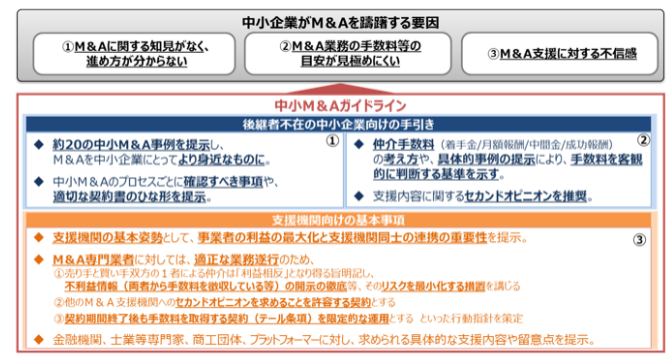 中小企業がM&Aを躊躇する要因
①M&Aに関する知見がなく、
進め方が分からない
②M&A業務の手数料等の
目安が見極めにくい
③M&A支援に対する不信感
中小M&Aガイドライン
後継者不在の中小企業向けの手引き
◆ 約20の中小M&A事例を提示し、
M&Aを中小企業にとってより身近なものに。
①
◆ 中小M&Aのプロセスごとに確認すべき事項や、
適切な契約書のひな形を提示。
◆ 仲介手数料（着手金/月額報酬/中間金/成功報酬）
の考え方や、具体的事例の提示により、手数料を客観
的に判断する基準を示す。
②
◆ 支援内容に関するセカンドオピニオンを推奨。
支援機関向けの基本事項
◆ 支援機関の基本姿勢として、事業者の利益の最大化と支援機関同士の連携の重要性を提示。
③
◆ M&A専門業者に対しては、適正な業務遂行のため、
①売り手と買い手双方の１者による仲介は「利益相反」となり得る旨明記し、
不利益情報（両者から手数料を徴収している等）の開示の徹底等、そのリスクを最小化する措置を講じる
②他のM&A支援機関へのセカンドオピニオンを求めることを許容する契約とする
③契約期間終了後も手数料を取得する契約（テール条項）を限定的な運用とする といった行動指針を策定
◆ 金融機関、士業等専門家、商工団体、プラットフォーマーに対し、求められる具体的な支援内容や留意点を提示。